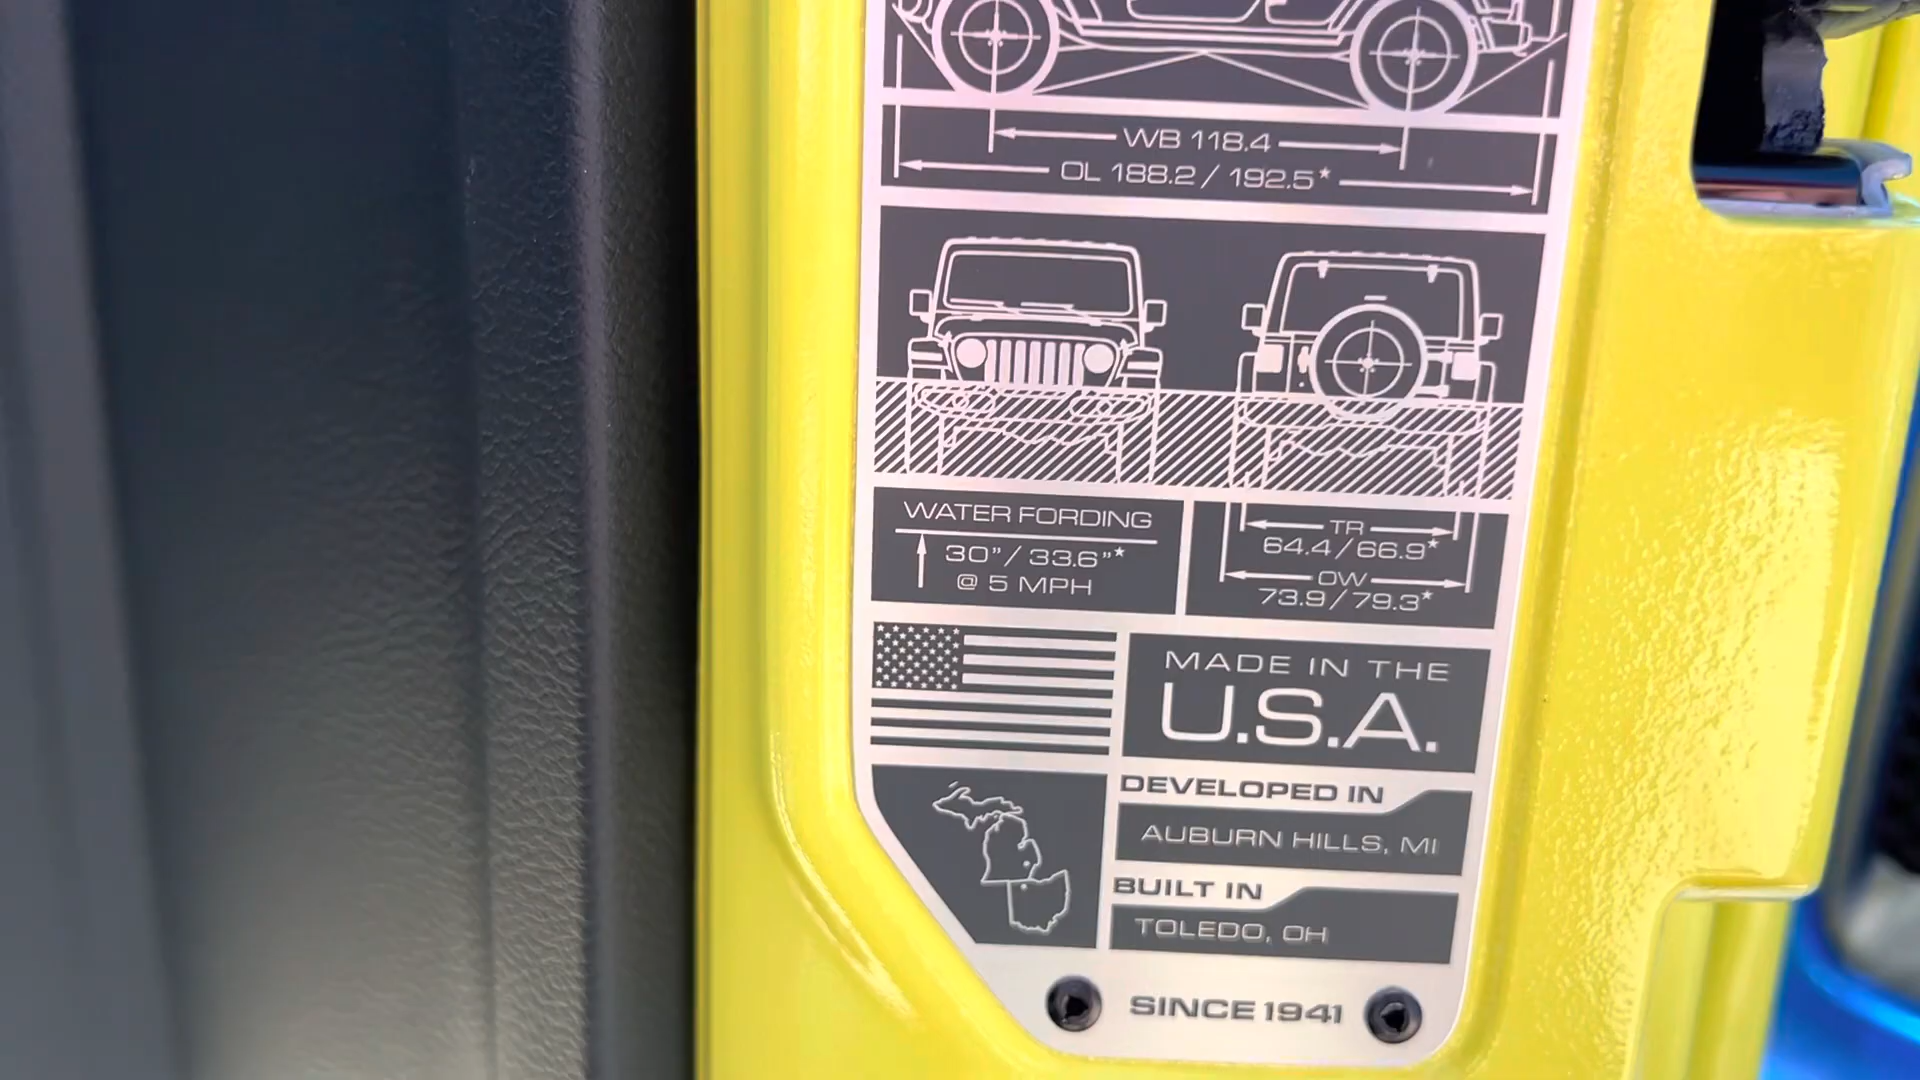 WB 118.4
OL 188.2 / 192.5*
WATER FORDING
30” / 33.6”*
@ 5 MPH
TR
64.4 / 66.9*
OW
73.9 / 79.3*
MADE IN THE
U.S.A.
DEVELOPED IN
AUBURN HILLS, MI
BUILT IN
TOLEDO, OH
SINCE 1941